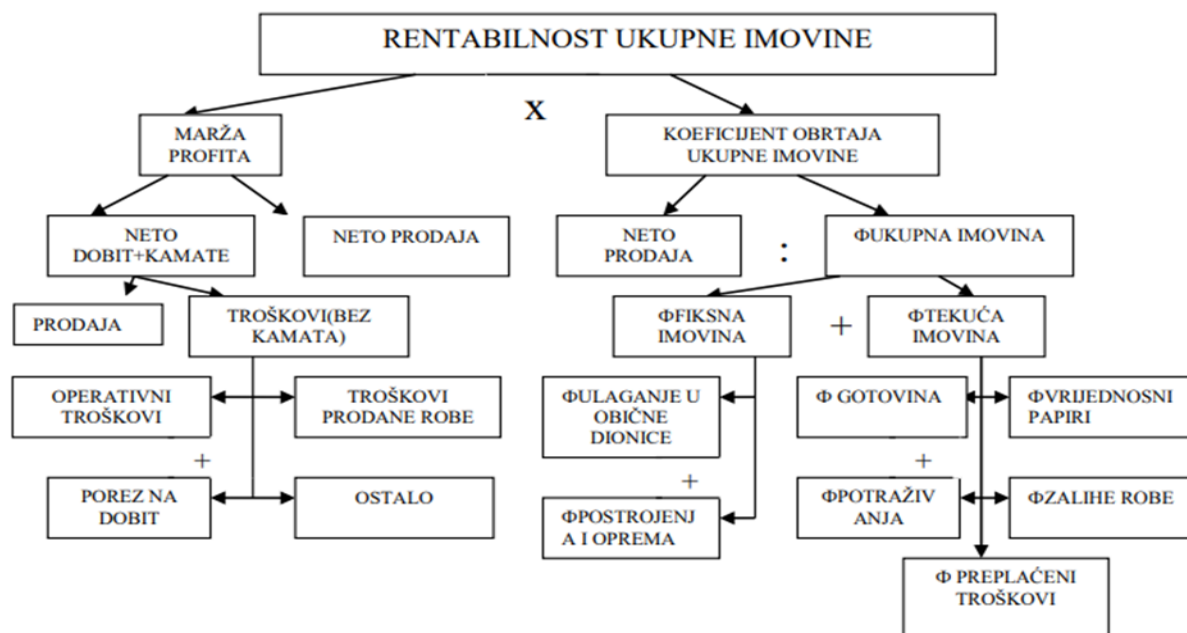 RENTABILNOST UKUPNE IMOVINE
X
MARŽA
PROFITA
KOEFICIJENT OBRTAJA
UKUPNE IMOVINE
NETO
DOBIT+KAMATE
NETO PRODAJA
NETO
PRODAJA
:
ΦUKUPNA IMOVINA
PRODAJA
TROŠKOVI(BEZ
KAMATA)
ΦFIKSNA
IMOVINA
+
ΦTEKUĆA
IMOVINA
OPERATIVNI
TROŠKOVI
TROŠKOVI
PRODANE ROBE
ΦULAGANJE U
OBIČNE
DIONICE
Φ GOTOVINA
ΦVRIJEDNOSNI
PAPIRI
+
+
+
POREZ NA
DOBIT
OSTALO
ΦPOSTROJENJ
A I OPREMA
ΦPOTRAŽIV
ANJA
ΦZALIHE ROBE
Φ PREPLAĆENI
TROŠKOVI